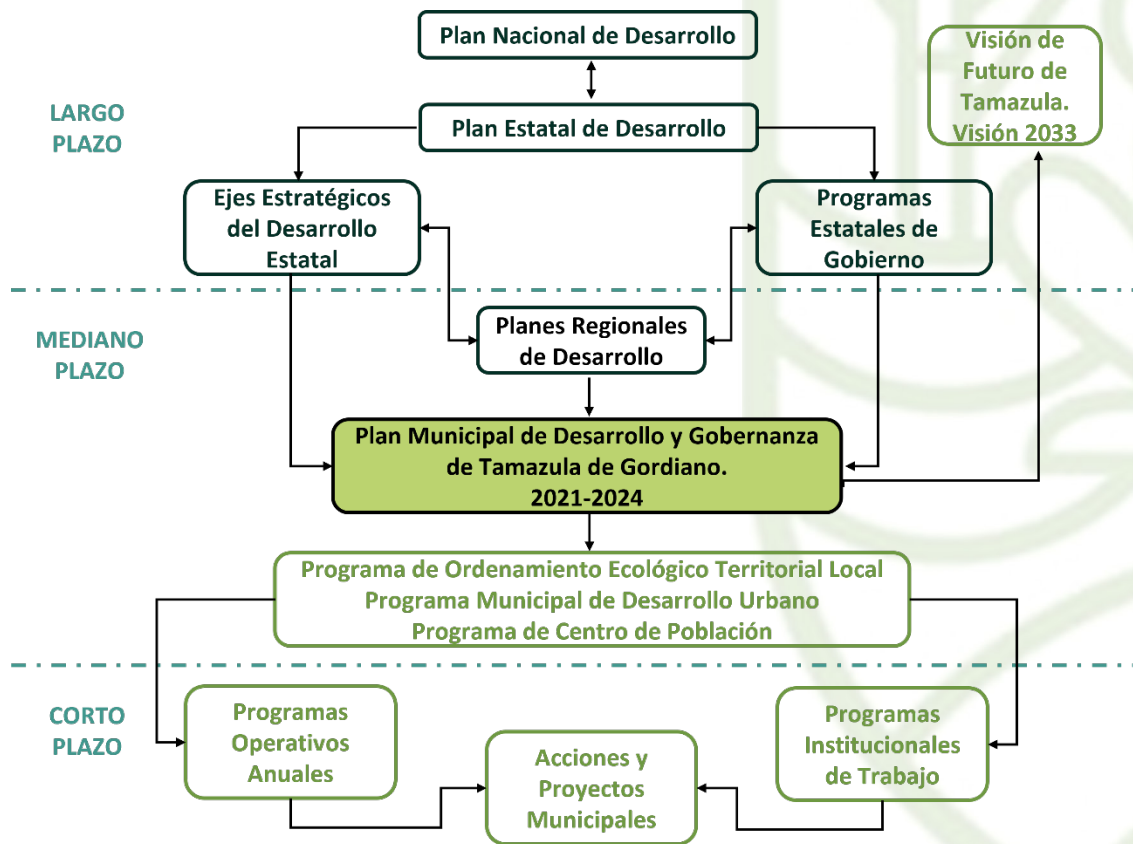 Plan Nacional de Desarrollo
Visión de
Futuro de
Tamazula.
Visión 2033
LARGO
PLAZO
Plan Estatal de Desarrollo
Ejes Estratégicos
del Desarrollo
Estatal
Programas
Estatales de
Gobierno
MEDIANO
PLAZO
Planes Regionales
de Desarrollo
Plan Municipal de Desarrollo y Gobernanza
de Tamazula de Gordiano.
2021-2024
Programa de Ordenamiento Ecológico Territorial Local
Programa Municipal de Desarrollo Urbano
Programa de Centro de Población
CORTO
PLAZO
Programas
Operativos
Anuales
Acciones y
Proyectos
Municipales
Programas
Institucionales
de Trabajo